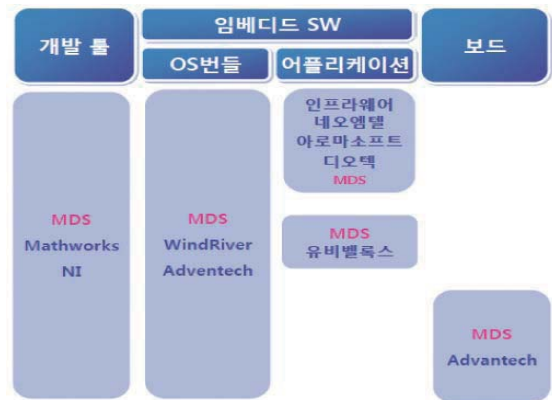 개발 툴
임베디드 SW
보드
OS번들
어플리케이션
MDS
Mathworks
NI
MDS
WindRiver
Adventech
인프라웨어
네오엠텔
아로마소프트
디오텍
MDS
MDS
유비벨록스
MDS
Advantech